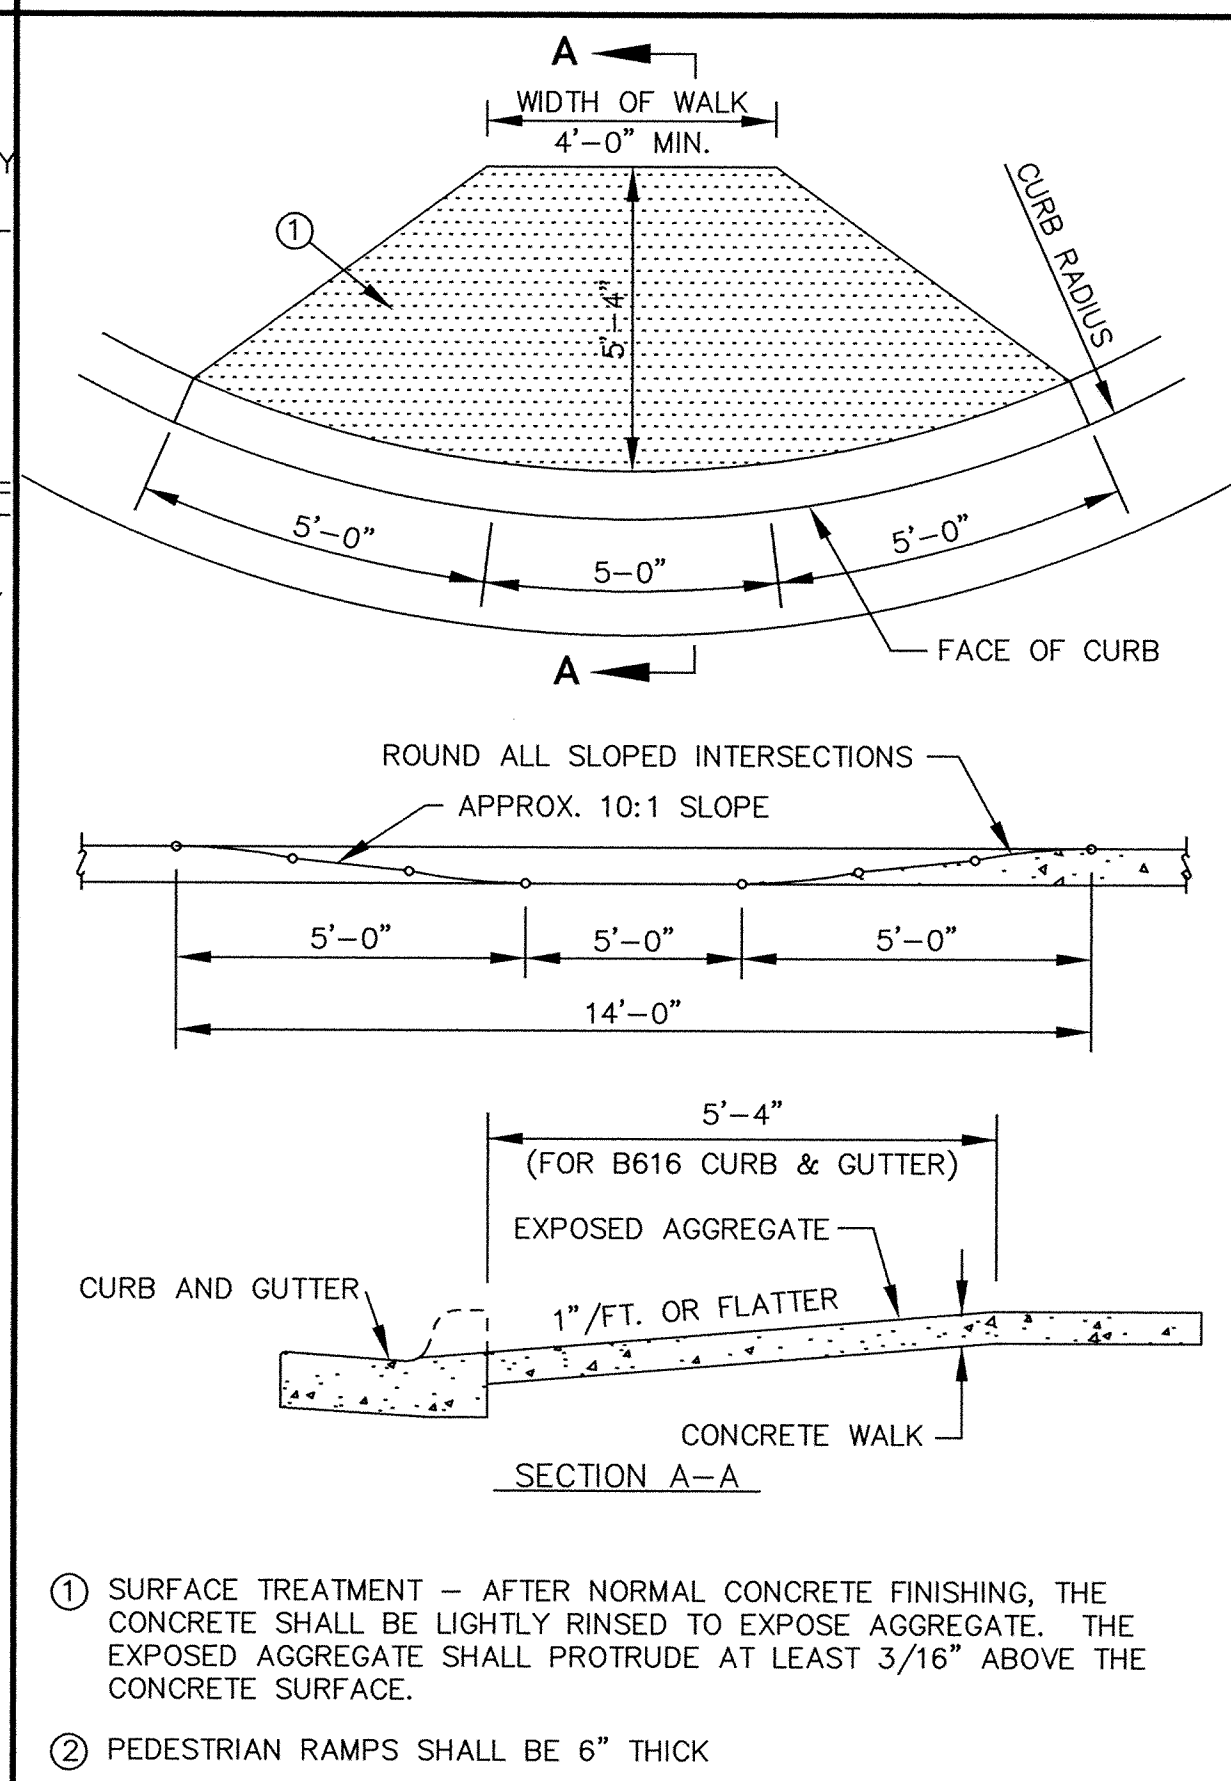 A
WIDTH OF WALK
4'-0" MIN.
CURB RADIUS
1
5'-4"
5'-0"
5-0"
5'-0"
FACE OF CURB
A
ROUND ALL SLOPED INTERSECTIONS
APPROX. 10:1 SLOPE
5'-0"
5'-0"
5'-0"
14'-0"
5'-4"
(FOR B616 CURB & GUTTER)
EXPOSED AGGREGATE
CURB AND GUTTER
1"/FT. OR FLATTER
CONCRETE WALK
SECTION A-A
1 SURFACE TREATMENT - AFTER NORMAL CONCRETE FINISHING, THE
CONCRETE SHALL BE LIGHTLY RINSED TO EXPOSE AGGREGATE. THE
EXPOSED AGGREGATE SHALL PROTRUDE AT LEAST 3/16" ABOVE THE
CONCRETE SURFACE.
2 PEDESTRIAN RAMPS SHALL BE 6" THICK